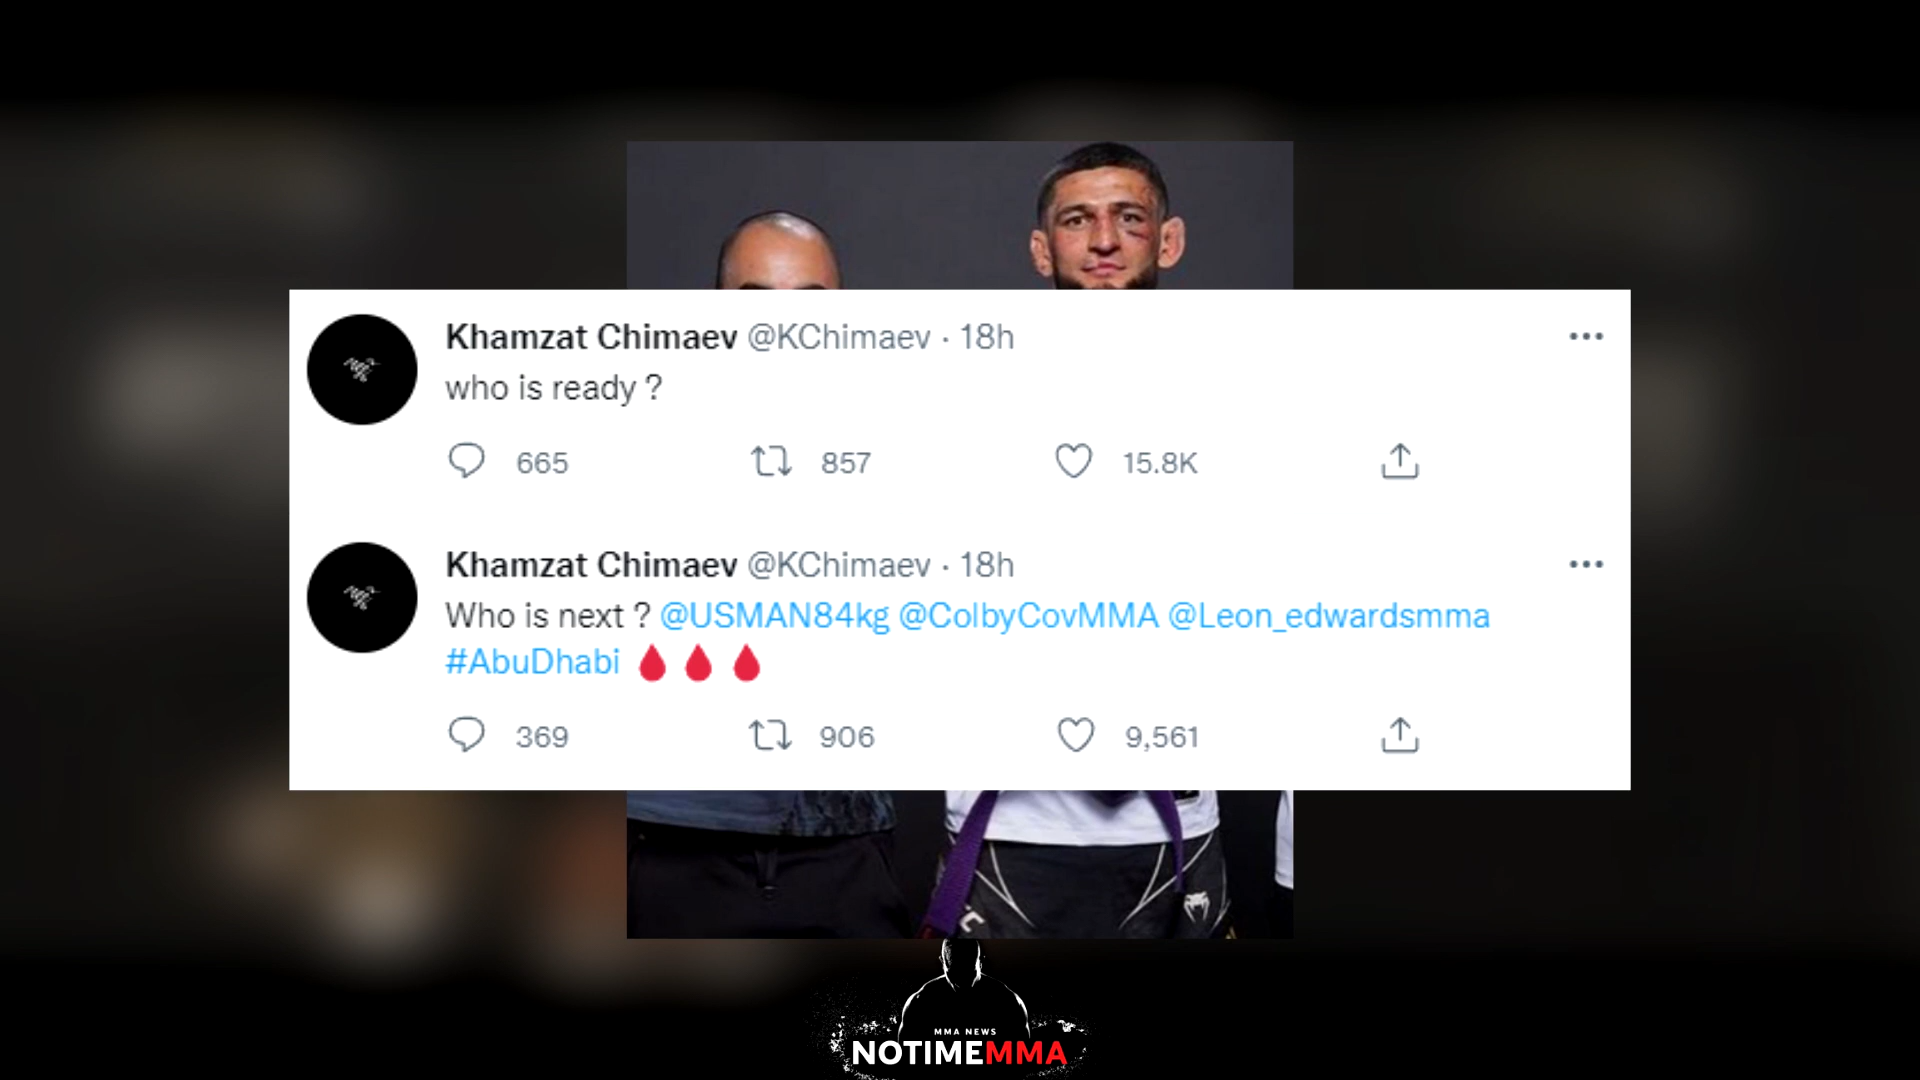 Khamzat Chimaev @KChimaev · 18h
who is ready ?
665 857 15.8K
Khamzat Chimaev @KChimaev · 18h
Who is next ? @USMAN84kg @ColbyCovMMA @Leon_edwardsmma
#AbuDhabi 🩸🩸🩸
369 906 9,561
MMA NEWS
NOTIMEMMA